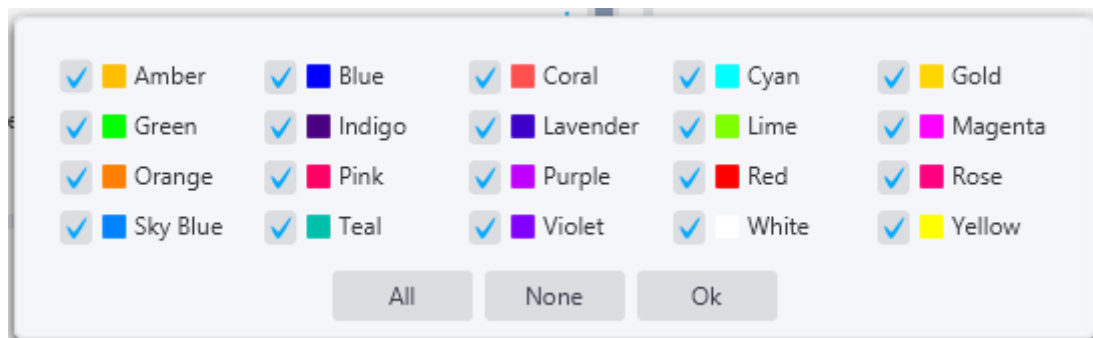 Amber Blue Coral Cyan Gold
Green Indigo Lavender Lime Magenta
Orange Pink Purple Red Rose
Sky Blue Teal Violet White Yellow
All None Ok